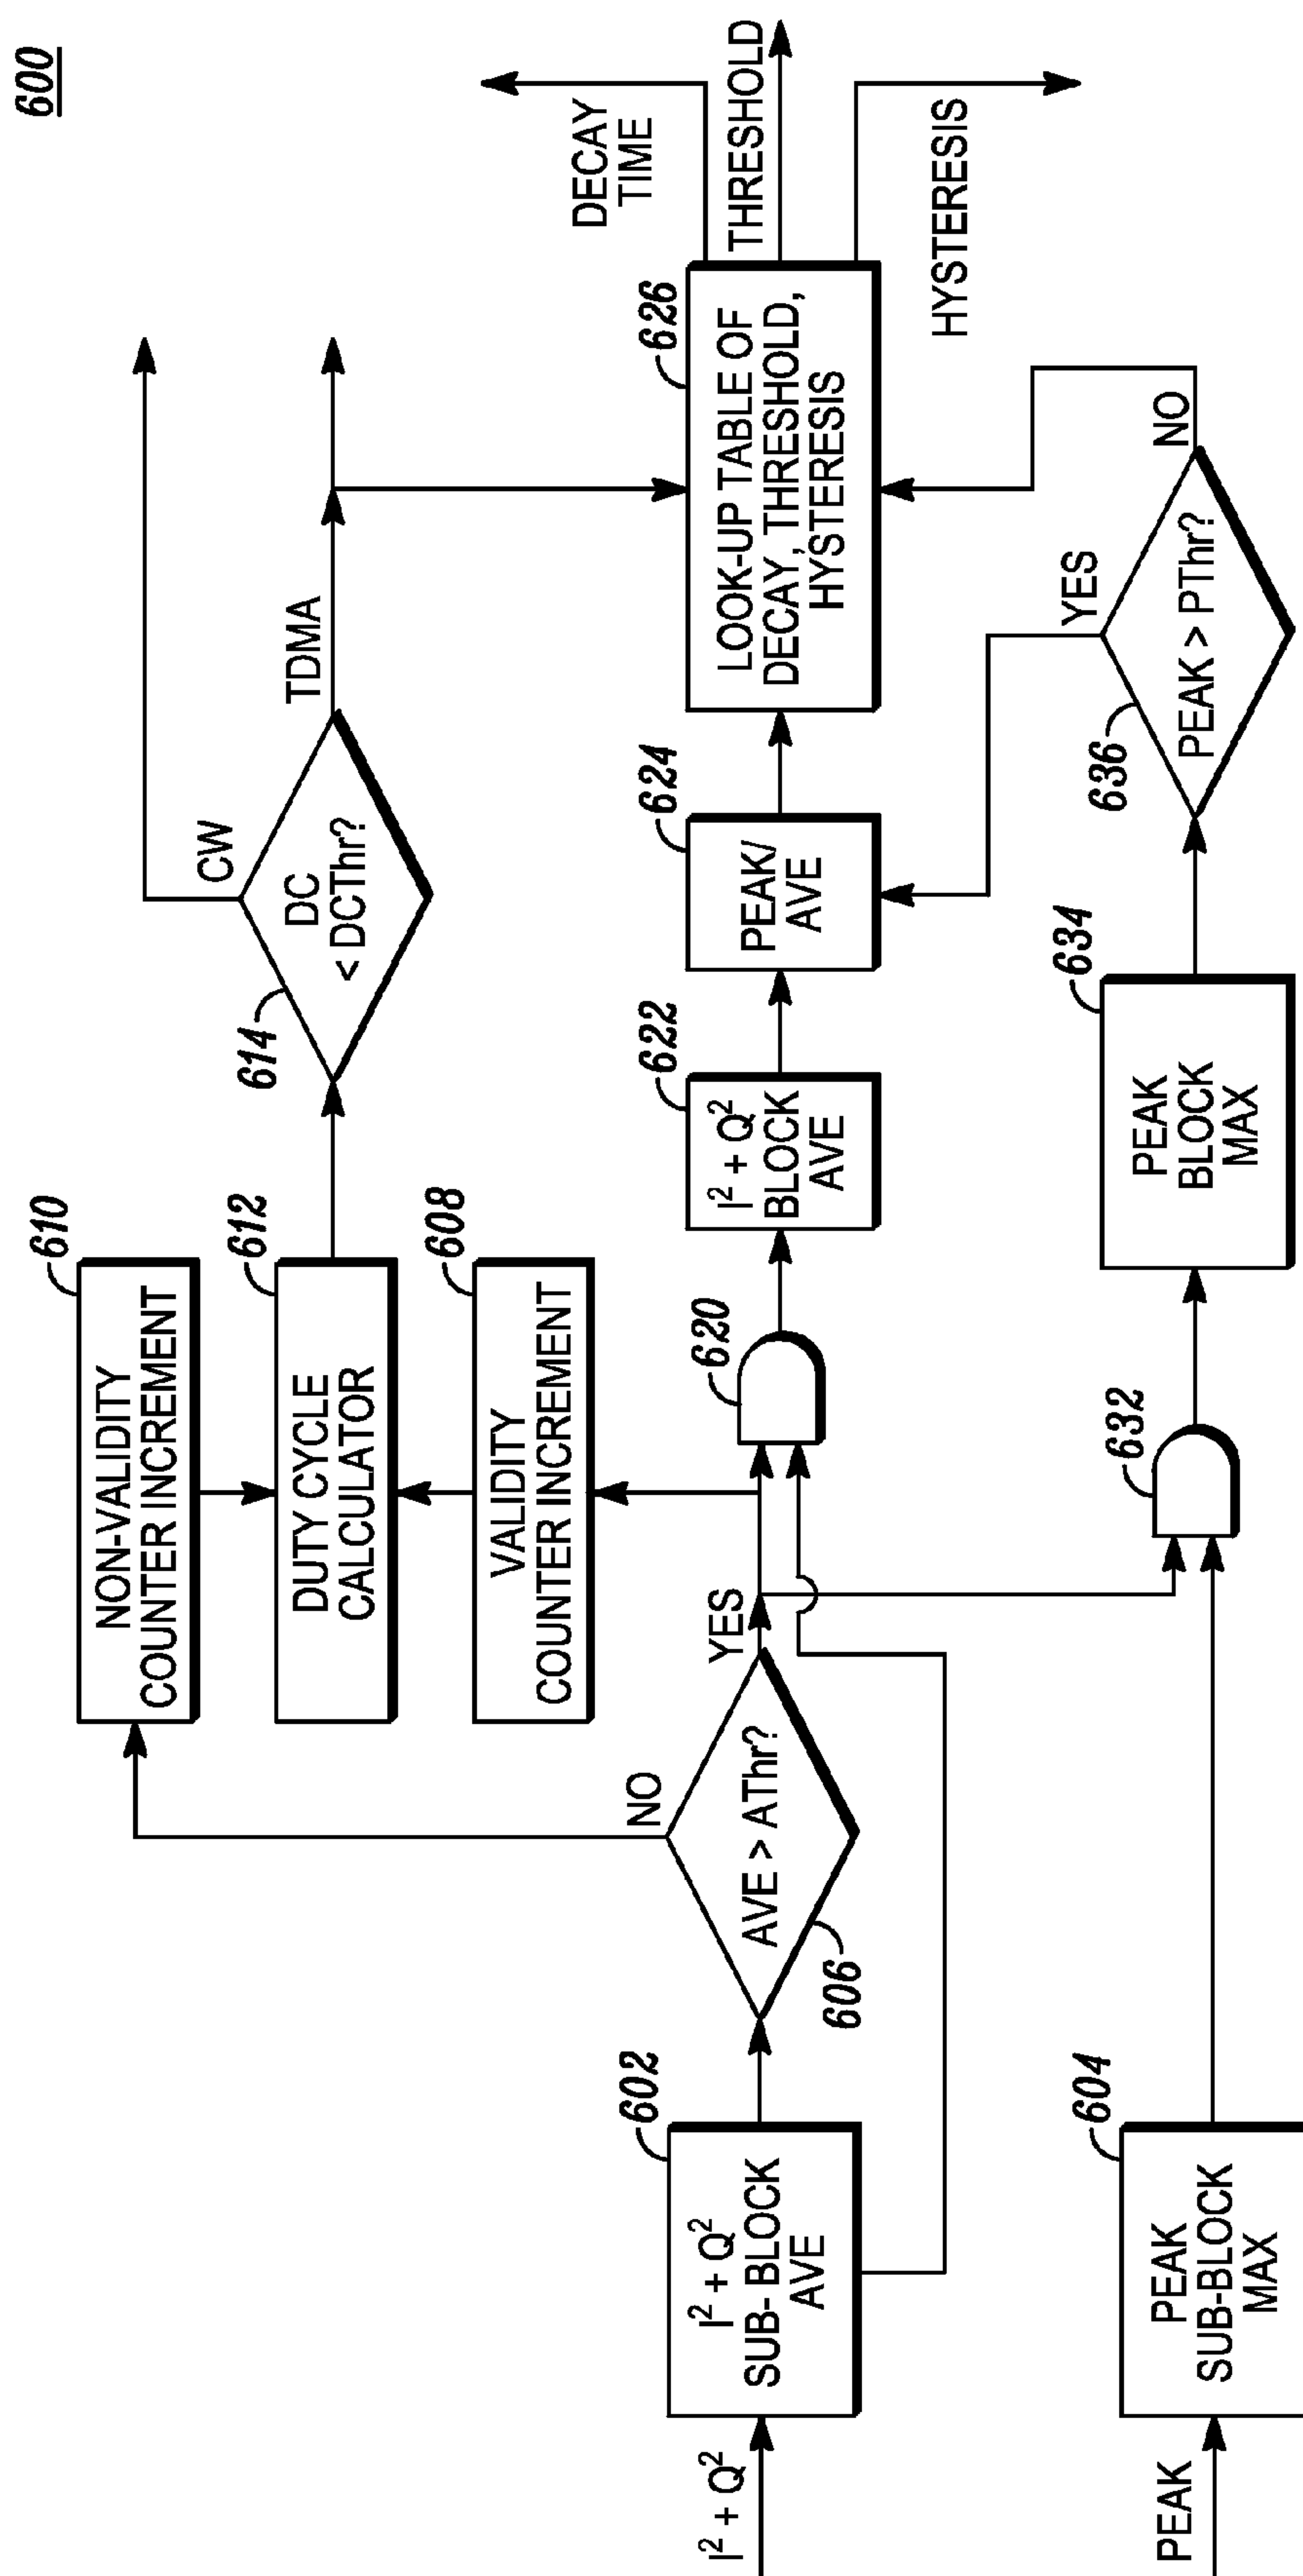 600
NON-VALIDITY
COUNTER INCREMENT
610
DUTY CYCLE
CALCULATOR
612
VALIDITY
COUNTER INCREMENT
608
DC
< DCThr?
614
CW
TDMA
I² + Q²
I² + Q²
SUB- BLOCK
AVE
602
AVE > AThr?
606
NO
YES
620
I² + Q²
BLOCK
AVE
622
PEAK/
AVE
624
LOOK-UP TABLE OF
DECAY, THRESHOLD,
HYSTERESIS
626
DECAY
TIME
THRESHOLD
HYSTERESIS
PEAK
PEAK
SUB-BLOCK
MAX
604
632
PEAK
BLOCK
MAX
634
PEAK > PThr?
636
YES
NO